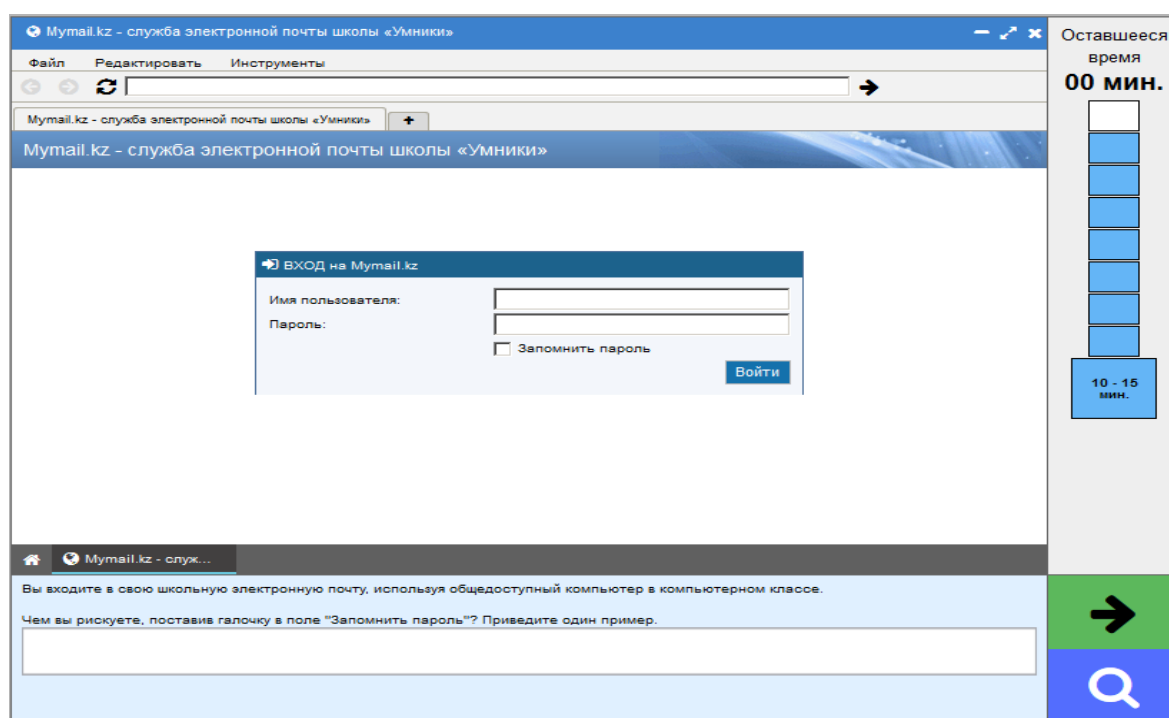 Mymail.kz - служба электронной почты школы «Умники»
Файл Редактировать Инструменты
Mymail.kz - служба электронной почты школы «Умники» +
Mymail.kz - служба электронной почты школы «Умники»
ВХОД на Mymail.kz
Имя пользователя:
Пароль:
Запомнить пароль
Войти
Mymail.kz - служ...
Вы входите в свою школьную электронную почту, используя общедоступный компьютер в компьютерном классе.
Чем вы рискуете, поставив галочку в поле "Запомнить пароль"? Приведите один пример.
Оставшееся
время
00 мин.
10 - 15
мин.